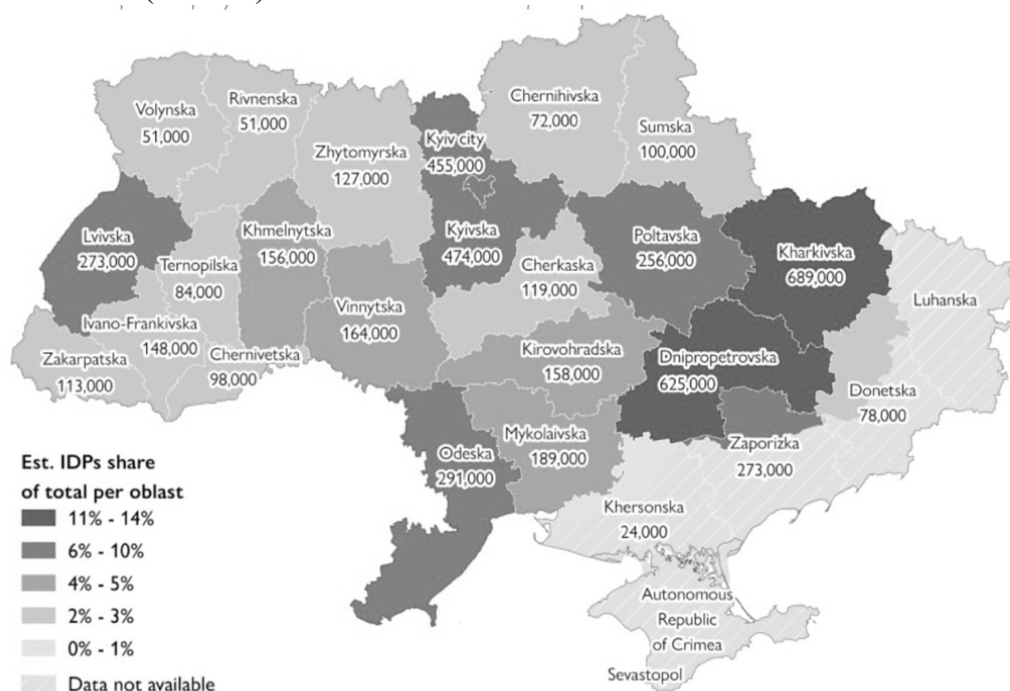 Volynska
51,000
Rivnenska
51,000
Zhytomyrska
127,000
Kyiv city
455,000
Chernihivska
72,000
Sumska
100,000
Lvivska
273,000
Ternopilska
84,000
Khmelnytska
156,000
Vinnytska
164,000
Kyivska
474,000
Cherkaska
119,000
Poltavska
256,000
Kharkivska
689,000
Luhanska
Zakarpatska
113,000
Ivano-Frankivska
148,000
Chernivetska
98,000
Kirovohradska
158,000
Dnipropetrovska
625,000
Donetska
78,000
Odeska
291,000
Mykolaivska
189,000
Zaporizka
273,000
Khersonska
24,000
Autonomous
Republic
of Crimea
Sevastopol
Est. IDPs share
of total per oblast
11% - 14%
6% - 10%
4% - 5%
2% - 3%
0% - 1%
Data not available